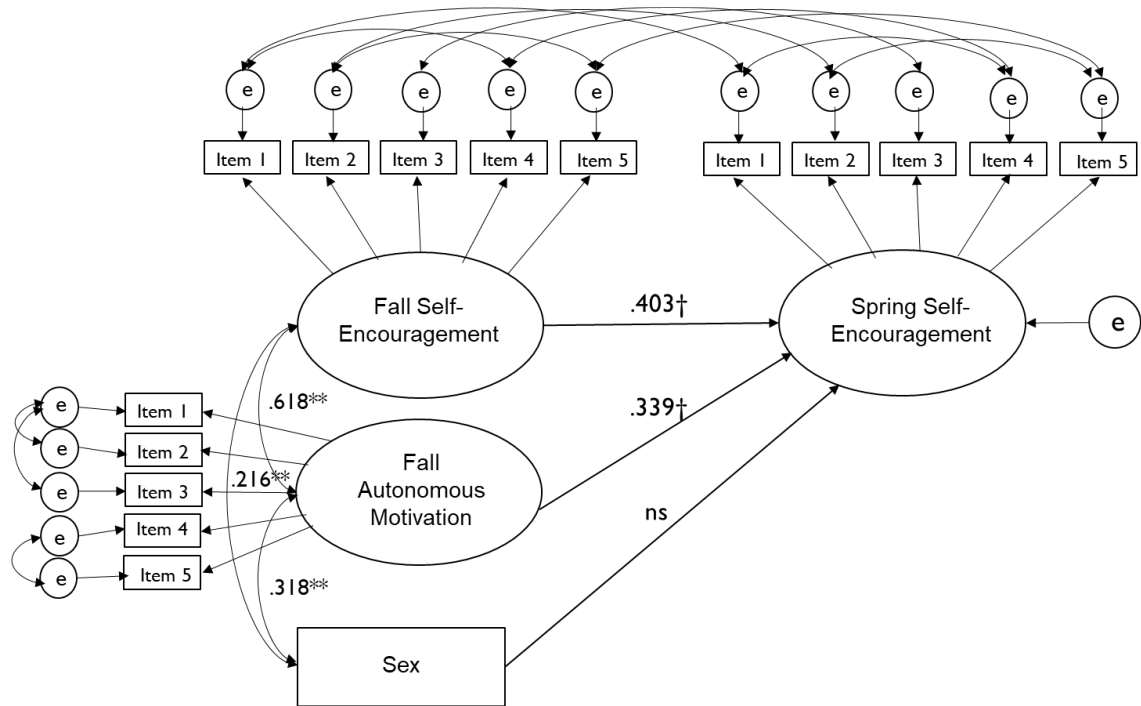 e e e e e e e e e e
Item 1 Item 2 Item 3 Item 4 Item 5 Item 1 Item 2 Item 3 Item 4 Item 5
Fall Self-
Encouragement
.403†
Spring Self-
Encouragement
e
.618**
.339†
e Item 1
e Item 2
e Item 3
e Item 4
e Item 5
.216**
Fall
Autonomous
Motivation
ns
.318**
Sex